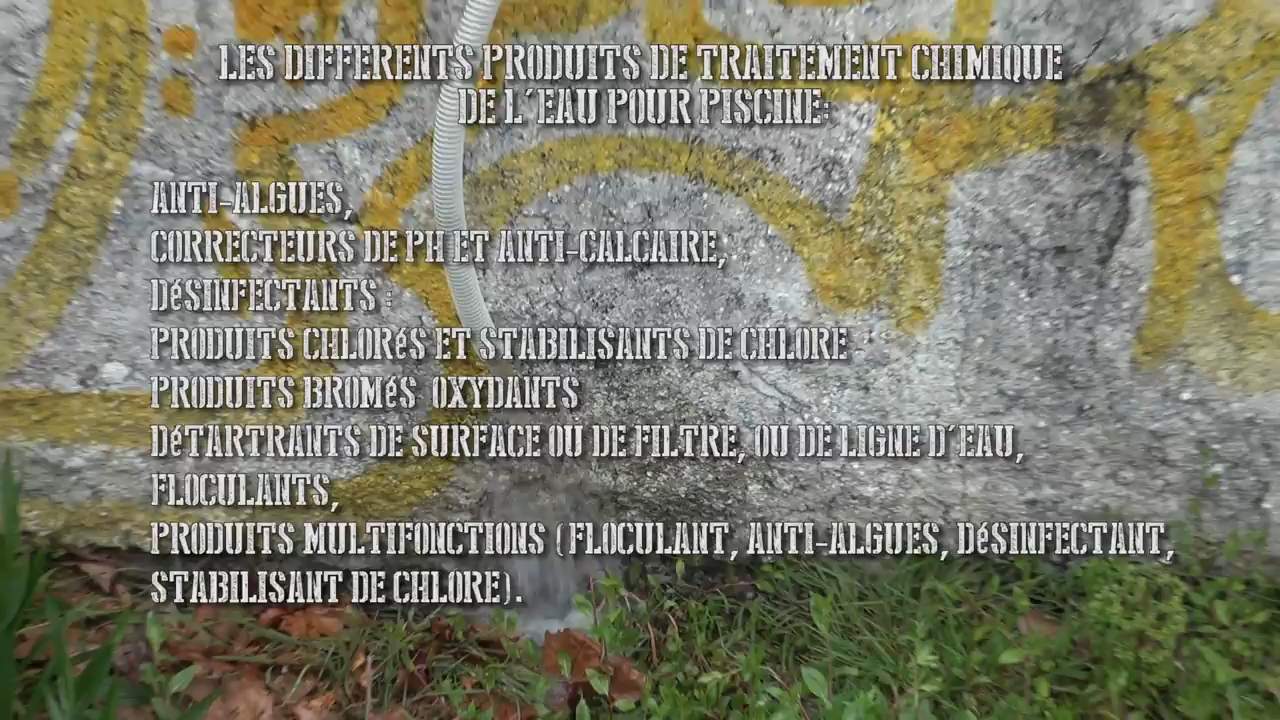 LES DIFFERENTS PRODUITS DE TRAITEMENT CHIMIQUE
DE L'EAU POUR PISCINE:
ANTI-ALGUES,
CORRECTEURS DE PH ET ANTI-CALCAIRE,
DéSINFECTANTS :
PRODUITS CHLORéS ET STABILISANTS DE CHLORE
PRODUITS BROMéS OXYDANTS
DéTARTRANTS DE SURFACE OU DE FILTRE, OU DE LIGNE D'EAU,
FLOCULANTS,
PRODUITS MULTIFONCTIONS (FLOCULANT, ANTI-ALGUES, DéSINFECTANT,
STABILISANT DE CHLORE).